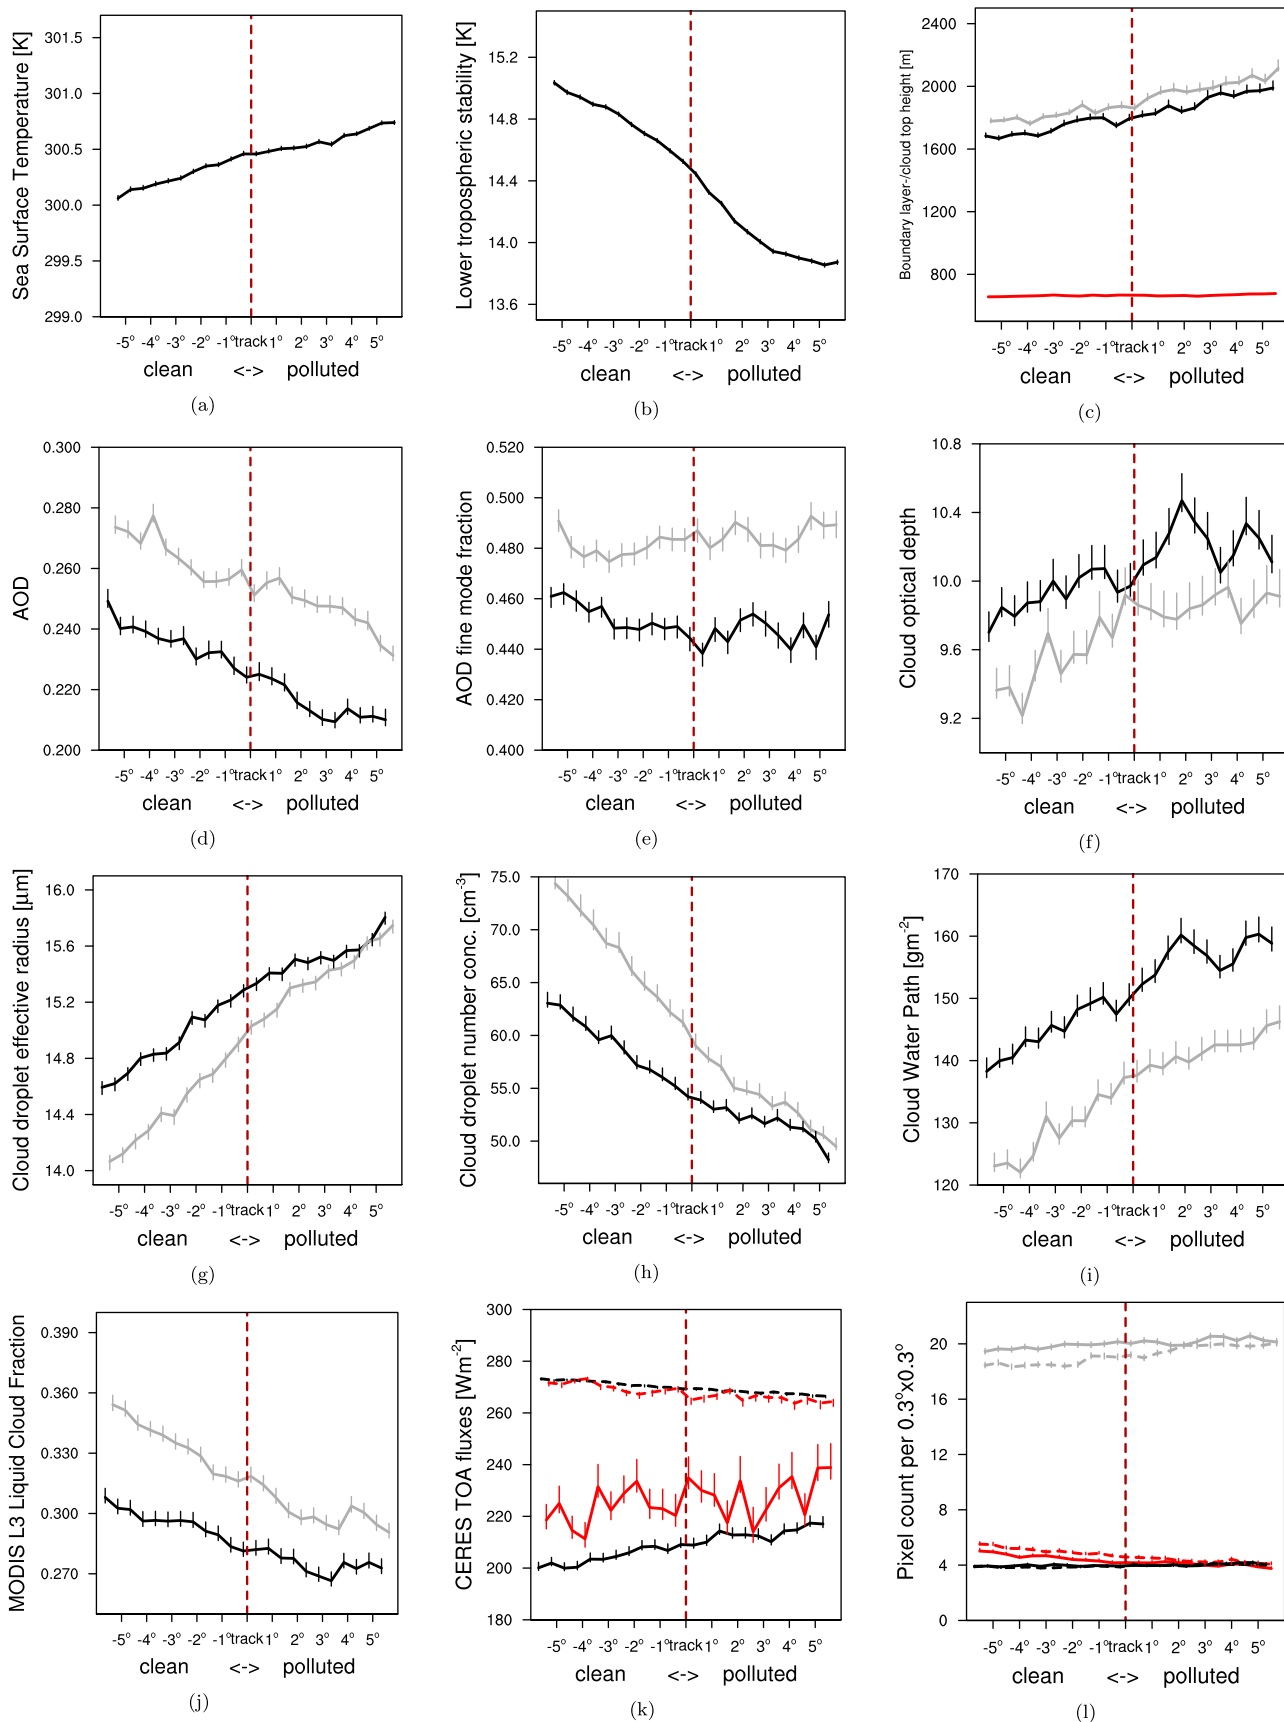 Sea Surface Temperature [K]
301.5
301.0
300.5
300.0
299.5
299.0
-5° -4° -3° -2° -1° track 1° 2° 3° 4° 5°
clean <-> polluted
(a)
Lower tropospheric stability [K]
15.2
14.8
14.4
14.0
13.6
-5° -4° -3° -2° -1° track 1° 2° 3° 4° 5°
clean <-> polluted
(b)
Boundary layer-/cloud top height [m]
2400
2000
1600
1200
800
-5° -4° -3° -2° -1° track 1° 2° 3° 4° 5°
clean <-> polluted
(c)
AOD
0.300
0.280
0.260
0.240
0.220
0.200
-5° -4° -3° -2° -1° track 1° 2° 3° 4° 5°
clean <-> polluted
(d)
AOD fine mode fraction
0.520
0.500
0.480
0.460
0.440
0.420
0.400
-5° -4° -3° -2° -1° track 1° 2° 3° 4° 5°
clean <-> polluted
(e)
Cloud optical depth
10.8
10.4
10.0
9.6
9.2
-5° -4° -3° -2° -1° track 1° 2° 3° 4° 5°
clean <-> polluted
(f)
Cloud droplet effective radius [μm]
16.0
15.6
15.2
14.8
14.4
14.0
-5° -4° -3° -2° -1° track 1° 2° 3° 4° 5°
clean <-> polluted
(g)
Cloud droplet number conc. [cm-3]
75.0
70.0
65.0
60.0
55.0
50.0
-5° -4° -3° -2° -1° track 1° 2° 3° 4° 5°
clean <-> polluted
(h)
Cloud Water Path [gm-2]
170
160
150
140
130
120
-5° -4° -3° -2° -1° track 1° 2° 3° 4° 5°
clean <-> polluted
(i)
MODIS L3 Liquid Cloud Fraction
0.390
0.360
0.330
0.300
0.270
-5° -4° -3° -2° -1° track 1° 2° 3° 4° 5°
clean <-> polluted
(j)
CERES TOA fluxes [Wm-2]
300
280
260
240
220
200
180
-5° -4° -3° -2° -1° track 1° 2° 3° 4° 5°
clean <-> polluted
(k)
Pixel count per 0.3°x0.3°
20
16
12
8
4
0
-5° -4° -3° -2° -1° track 1° 2° 3° 4° 5°
clean <-> polluted
(l)